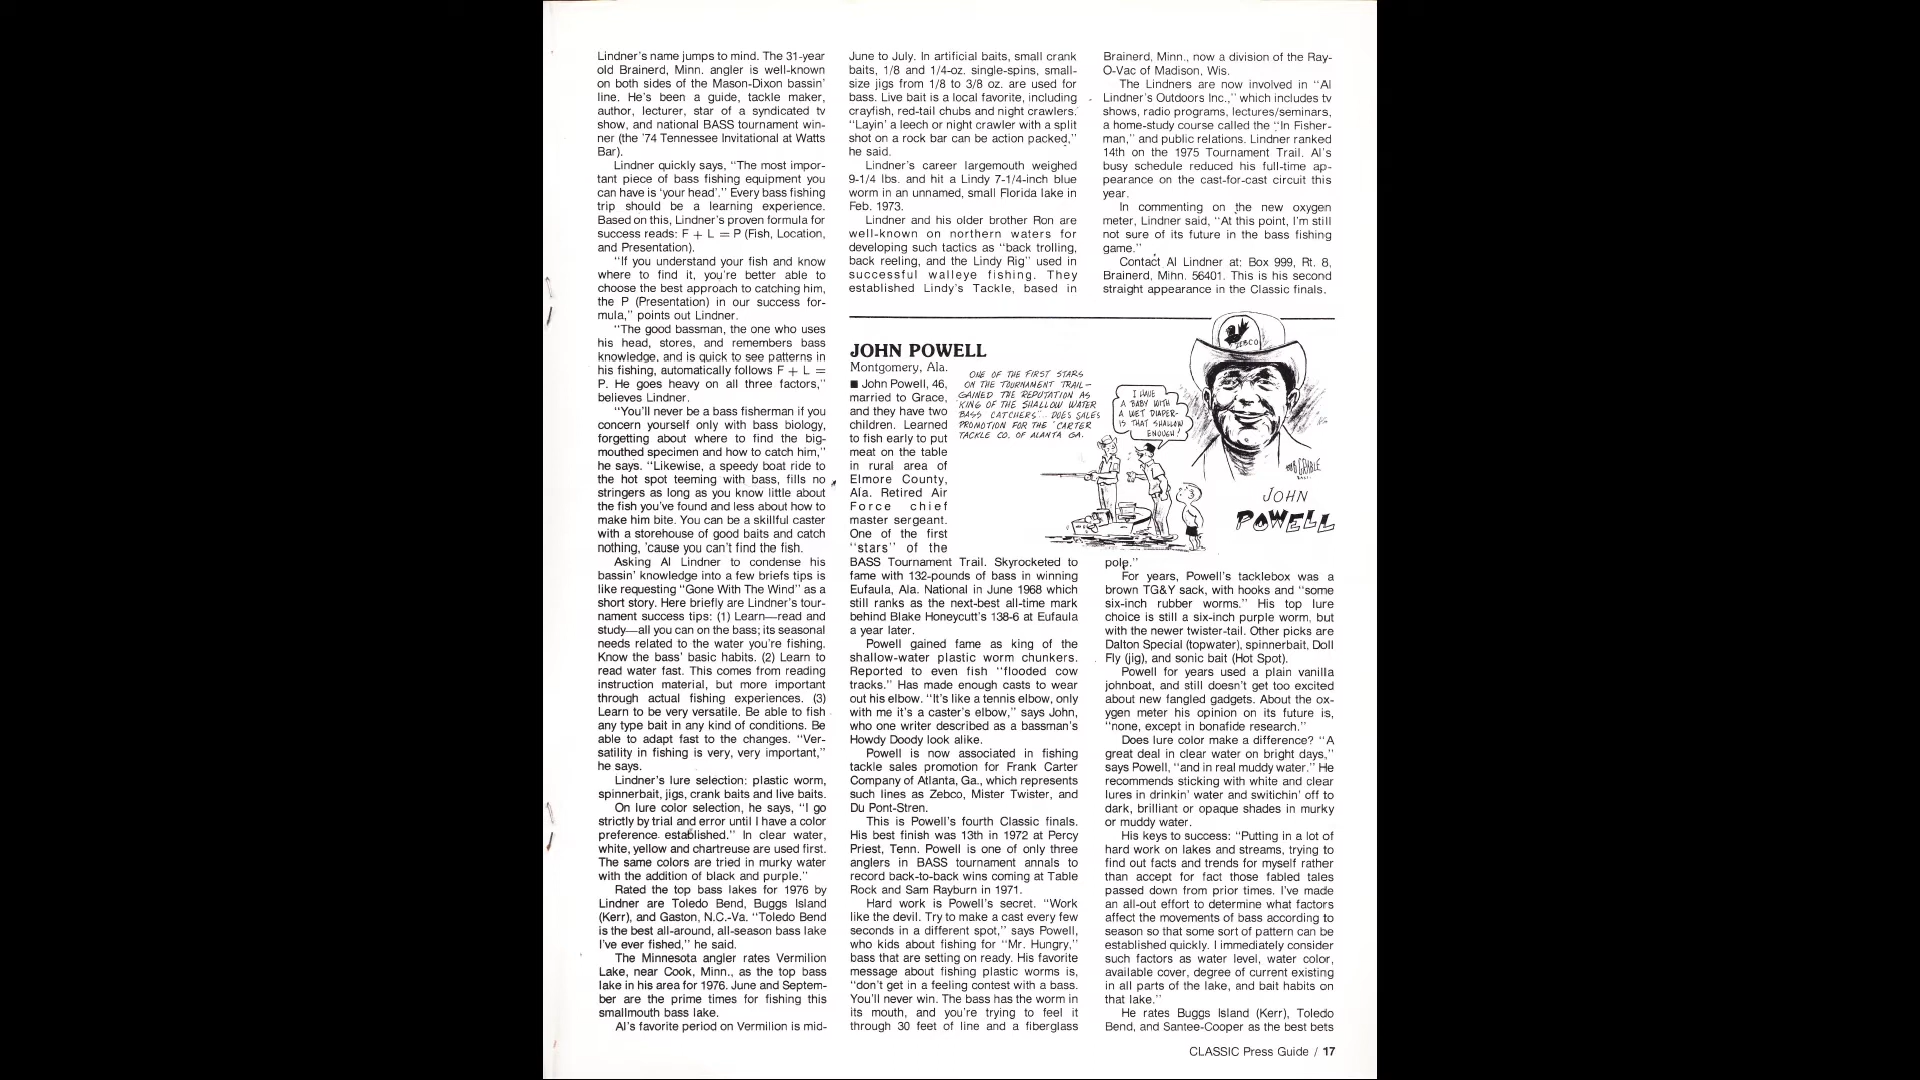 Lindner's name jumps to mind. The 31-year
old Brainerd, Minn. angler is well-known
on both sides of the Mason-Dixon bassin'
line. He's been a guide, tackle maker,
author, lecturer, star of a syndicated tv
show, and national BASS tournament win-
ner (the '74 Tennessee Invitational at Watts
Bar).
Lindner quickly says, "The most impor-
tant piece of bass fishing equipment you
can have is 'your head'." Every bass fishing
trip should be a learning experience.
Based on this, Lindner's proven formula for
success reads: F + L = P (Fish, Location,
and Presentation).
"If you understand your fish and know
where to find it, you're better able to
choose the best approach to catching him,
the P (Presentation) in our success for-
mula," points out Lindner.
"The good bassman, the one who uses
his head, stores, and remembers bass
knowledge, and is quick to see patterns in
his fishing, automatically follows F + L =
P. He goes heavy on all three factors,"
believes Lindner.
"You'll never be a bass fisherman if you
concern yourself only with bass biology,
forgetting about where to find the big-
mouthed specimen and how to catch him,"
he says. "Likewise, a speedy boat ride to
the hot spot teeming with bass, fills no
stringers as long as you know little about
the fish you've found and less about how to
make him bite. You can be a skillful caster
with a storehouse of good baits and catch
nothing, 'cause you can't find the fish.
Asking Al Lindner to condense his
bassin' knowledge into a few briefs tips is
like requesting "Gone With The Wind" as a
short story. Here briefly are Lindner's tour-
nament success tips: (1) Learn—read and
study—all you can on the bass; its seasonal
needs related to the water you're fishing.
Know the bass' basic habits. (2) Learn to
read water fast. This comes from reading
instruction material, but more important
through actual fishing experiences. (3)
Learn to be very versatile. Be able to fish
any type bait in any kind of conditions. Be
able to adapt fast to the changes. "Ver-
satility in fishing is very, very important,"
he says.
Lindner's lure selection: plastic worm,
spinnerbait, jigs, crank baits and live baits.
On lure color selection, he says, "I go
strictly by trial and error until I have a color
preference established." In clear water,
white, yellow and chartreuse are used first.
The same colors are tried in murky water
with the addition of black and purple."
Rated the top bass lakes for 1976 by
Lindner are Toledo Bend, Buggs Island
(Kerr), and Gaston, N.C.-Va. "Toledo Bend
is the best all-around, all-season bass lake
I've ever fished," he said.
The Minnesota angler rates Vermilion
Lake, near Cook, Minn., as the top bass
lake in his area for 1976. June and Septem-
ber are the prime times for fishing this
smallmouth bass lake.
Al's favorite period on Vermilion is mid-
June to July. In artificial baits, small crank
baits, 1/8 and 1/4-oz. single-spins, small-
size jigs from 1/8 to 3/8 oz. are used for
bass. Live bait is a local favorite, including
crayfish, red-tail chubs and night crawlers.
"Layin' a leech or night crawler with a split
shot on a rock bar can be action packed,"
he said.
Lindner's career largemouth weighed
9-1/4 lbs. and hit a Lindy 7-1/4-inch blue
worm in an unnamed, small Florida lake in
Feb. 1973.
Lindner and his older brother Ron are
well-known on northern waters for
developing such tactics as "back trolling,
back reeling, and the Lindy Rig" used in
successful walleye fishing. They
established Lindy's Tackle, based in
Brainerd, Minn., now a division of the Ray-
O-Vac of Madison, Wis.
The Lindners are now involved in "Al
Lindner's Outdoors Inc.," which includes tv
shows, radio programs, lectures/seminars,
a home-study course called the "In Fisher-
man," and public relations. Lindner ranked
14th on the 1975 Tournament Trail. Al's
busy schedule reduced his full-time ap-
pearance on the cast-for-cast circuit this
year.
In commenting on the new oxygen
meter, Lindner said, "At this point, I'm still
not sure of its future in the bass fishing
game."
Contact Al Lindner at: Box 999, Rt. 8,
Brainerd, Minn. 56401. This is his second
straight appearance in the Classic finals.
JOHN POWELL
Montgomery, Ala.
■ John Powell, 46,
married to Grace,
and they have two
children. Learned
to fish early to put
meat on the table
in rural area of
Elmore County,
Ala. Retired Air
Force chief
master sergeant.
One of the first
"stars" of the
BASS Tournament Trail. Skyrocketed to
fame with 132-pounds of bass in winning
Eufaula, Ala. National in June 1968 which
still ranks as the next-best all-time mark
behind Blake Honeycutt's 138-6 at Eufaula
a year later.
Powell gained fame as king of the
shallow-water plastic worm chunkers.
Reported to even fish "flooded cow
tracks." Has made enough casts to wear
out his elbow. "It's like a tennis elbow, only
with me it's a caster's elbow," says John,
who one writer described as a bassman's
Howdy Doody look alike.
Powell is now associated in fishing
tackle sales promotion for Frank Carter
Company of Atlanta, Ga., which represents
such lines as Zebco, Mister Twister, and
Du Pont-Stren.
This is Powell's fourth Classic finals.
His best finish was 13th in 1972 at Percy
Priest, Tenn. Powell is one of only three
anglers in BASS tournament annals to
record back-to-back wins coming at Table
Rock and Sam Rayburn in 1971.
Hard work is Powell's secret. "Work
like the devil. Try to make a cast every few
seconds in a different spot," says Powell,
who kids about fishing for "Mr. Hungry,"
bass that are setting on ready. His favorite
message about fishing plastic worms is,
"don't get in a feeling contest with a bass.
You'll never win. The bass has the worm in
its mouth, and you're trying to feel it
through 30 feet of line and a fiberglass
ONE OF THE FIRST STARS
ON THE TOURNAMENT TRAIL—
GAINED THE REPUTATION AS
'KING OF THE SHALLOW WATER
BASS CATCHERS'... DOES SALES
PROMOTION FOR THE 'CARTER
TACKLE CO. OF ALANTA GA.
I HAVE
A BABY WITH
A WET DIAPER-
IS THAT SHALLOW
ENOUGH!
ZEBCO
JOHN
POWELL
pole."
For years, Powell's tacklebox was a
brown TG&Y sack, with hooks and "some
six-inch rubber worms." His top lure
choice is still a six-inch purple worm, but
with the newer twister-tail. Other picks are
Dalton Special (topwater), spinnerbait, Doll
Fly (jig), and sonic bait (Hot Spot).
Powell for years used a plain vanilla
johnboat, and still doesn't get too excited
about new fangled gadgets. About the ox-
ygen meter his opinion on its future is,
"none, except in bonafide research."
Does lure color make a difference? "A
great deal in clear water on bright days,"
says Powell, "and in real muddy water." He
recommends sticking with white and clear
lures in drinkin' water and switichin' off to
dark, brilliant or opaque shades in murky
or muddy water.
His keys to success: "Putting in a lot of
hard work on lakes and streams, trying to
find out facts and trends for myself rather
than accept for fact those fabled tales
passed down from prior times. I've made
an all-out effort to determine what factors
affect the movements of bass according to
season so that some sort of pattern can be
established quickly. I immediately consider
such factors as water level, water color,
available cover, degree of current existing
in all parts of the lake, and bait habits on
that lake."
He rates Buggs Island (Kerr), Toledo
Bend, and Santee-Cooper as the best bets
CLASSIC Press Guide / 17